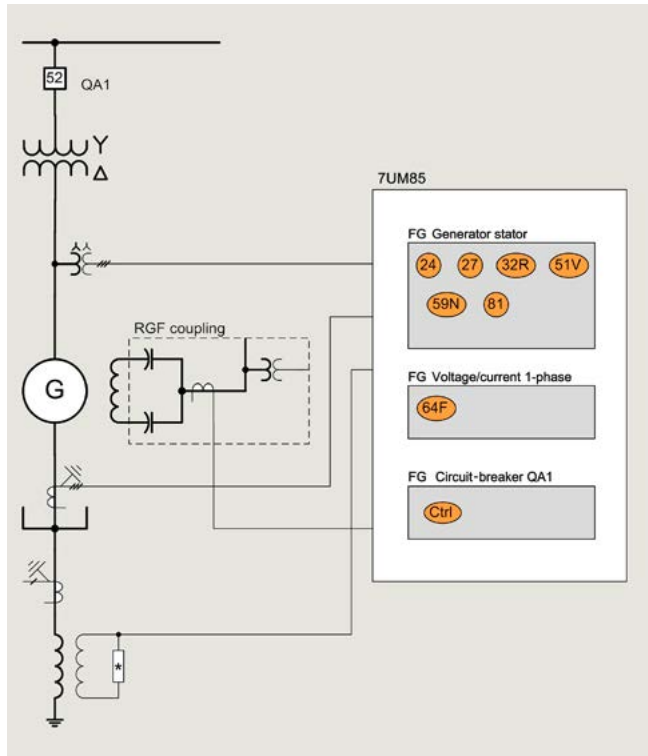 52
QA1
Y
Δ
7UM85
FG Generator stator
24
27
32R
51V
59N
81
RGF coupling
G
FG Voltage/current 1-phase
64F
FG Circuit-breaker QA1
Ctrl
*